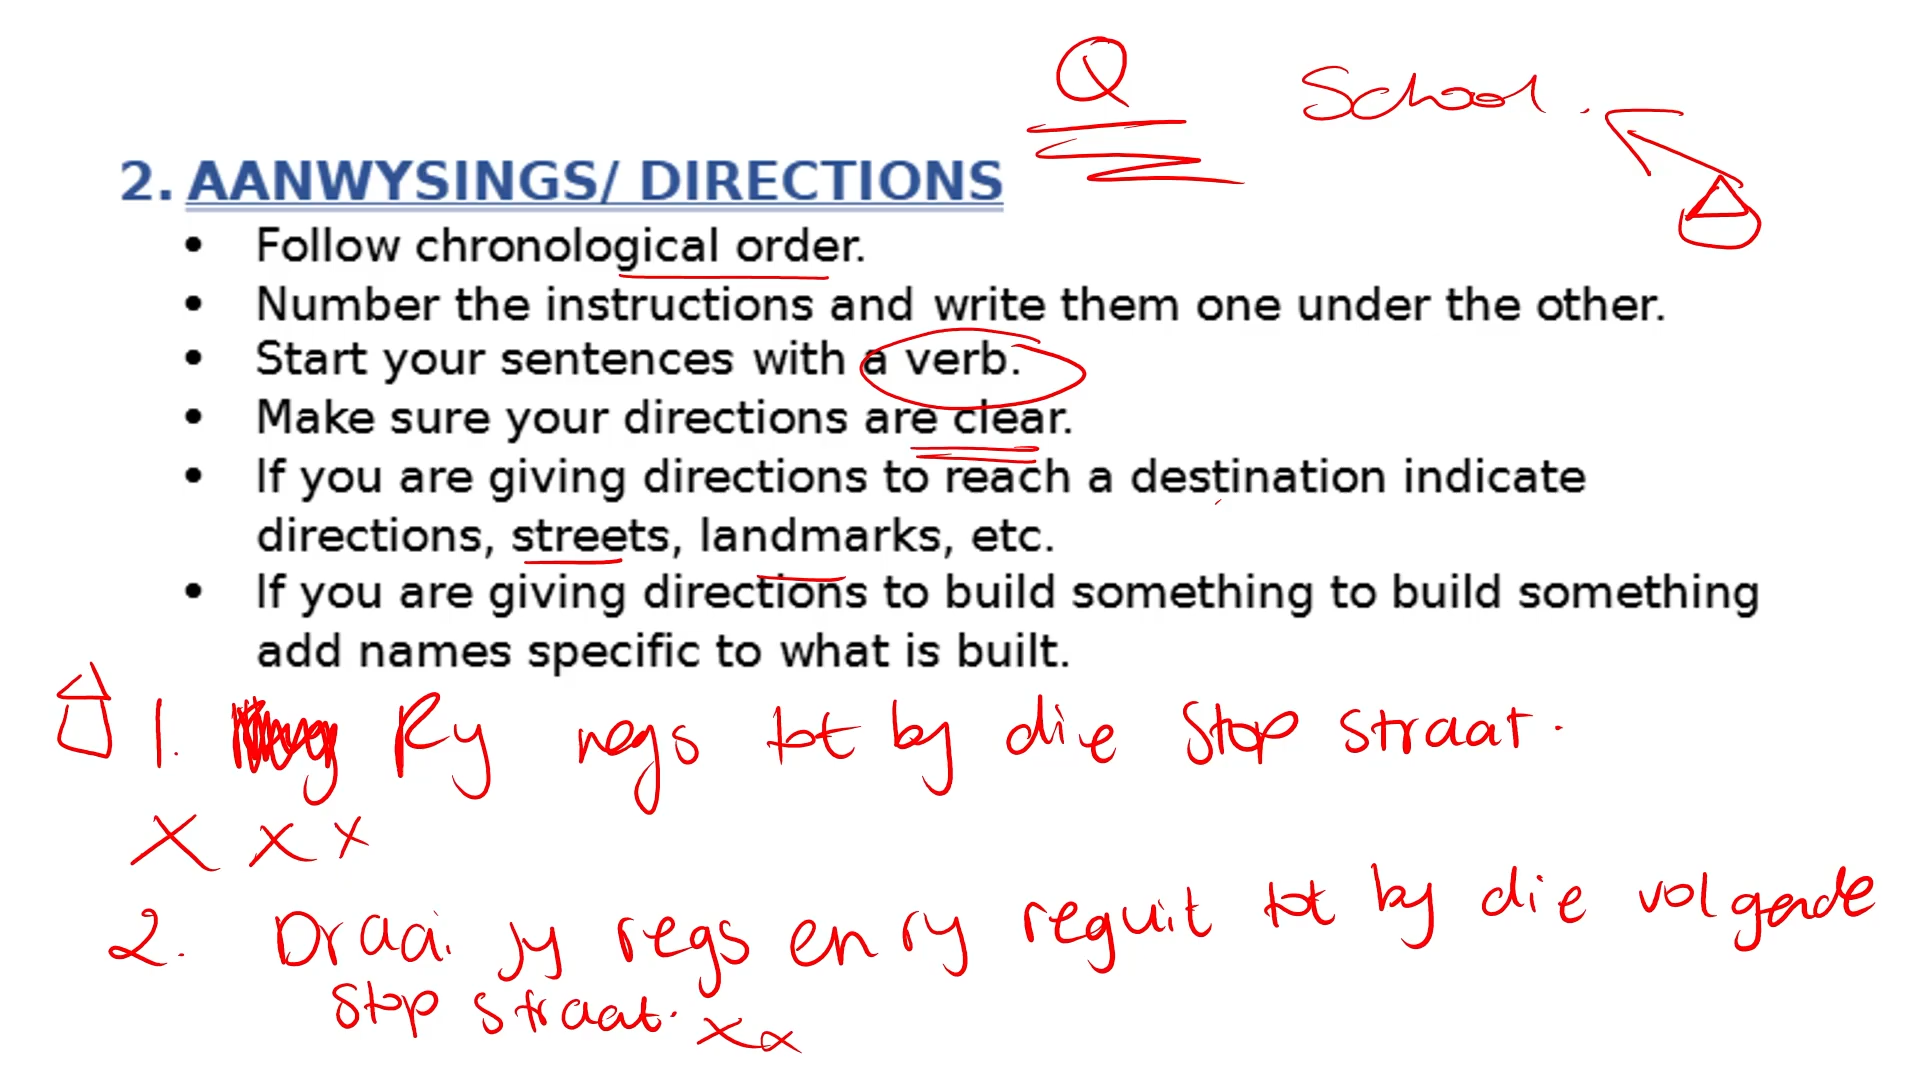 Q School.
2. AANWYSINGS/ DIRECTIONS
• Follow chronological order.
• Number the instructions and write them one under the other.
• Start your sentences with a verb.
• Make sure your directions are clear.
• If you are giving directions to reach a destination indicate
directions, streets, landmarks, etc.
• If you are giving directions to build something to build something
add names specific to what is built.
1. Ry regs tot by die Stop straat.
X X X
2. Draai jy regs en ry reguit tot by die volgende
Stop straat. X x